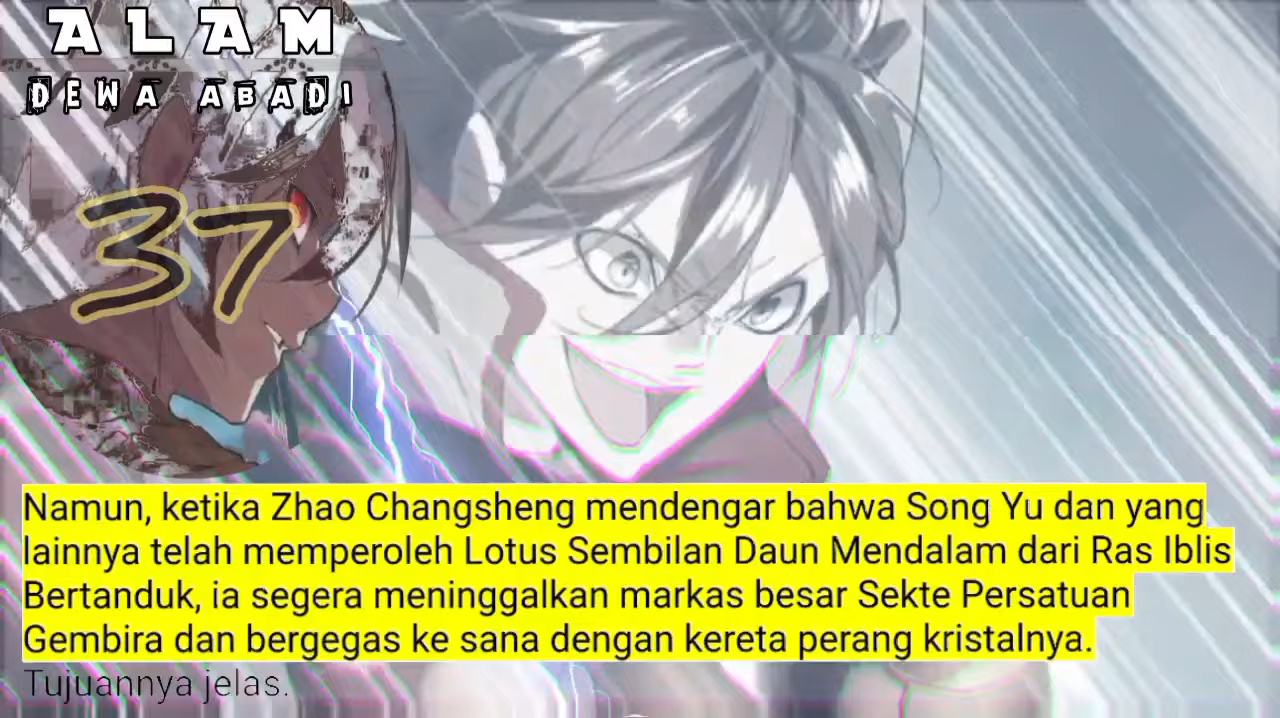 ALAM
DEWA ABADI
37
Namun, ketika Zhao Changsheng mendengar bahwa Song Yu dan yang
lainnya telah memperoleh Lotus Sembilan Daun Mendalam dari Ras Iblis
Bertanduk, ia segera meninggalkan markas besar Sekte Persatuan
Gembira dan bergegas ke sana dengan kereta perang kristalnya.
Tujuannya jelas.